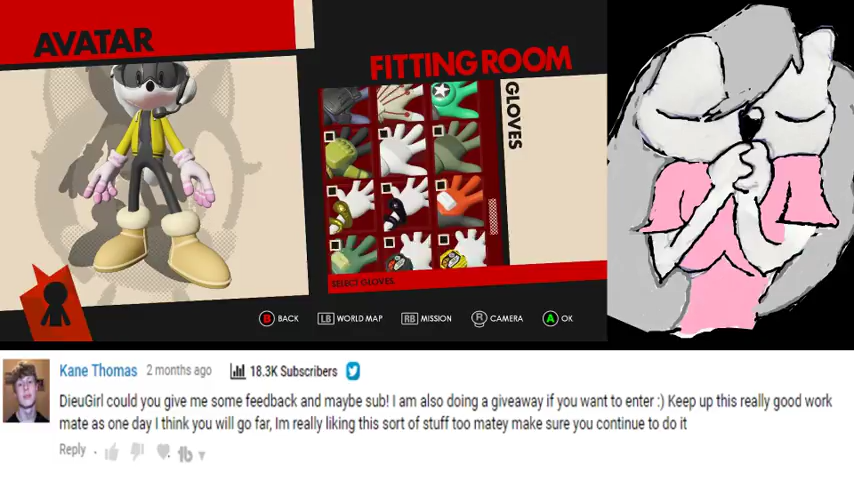 AVATAR
FITTING ROOM
GLOVES
SELECT GLOVES
B BACK LB WORLD MAP RB MISSION R CAMERA A OK
Kane Thomas 2 months ago 18.3K Subscribers
DieuGirl could you give me some feedback and maybe sub! I am also doing a giveaway if you want to enter :) Keep up this really good work
mate as one day I think you will go far, Im really liking this sort of stuff too matey make sure you continue to do it
Reply